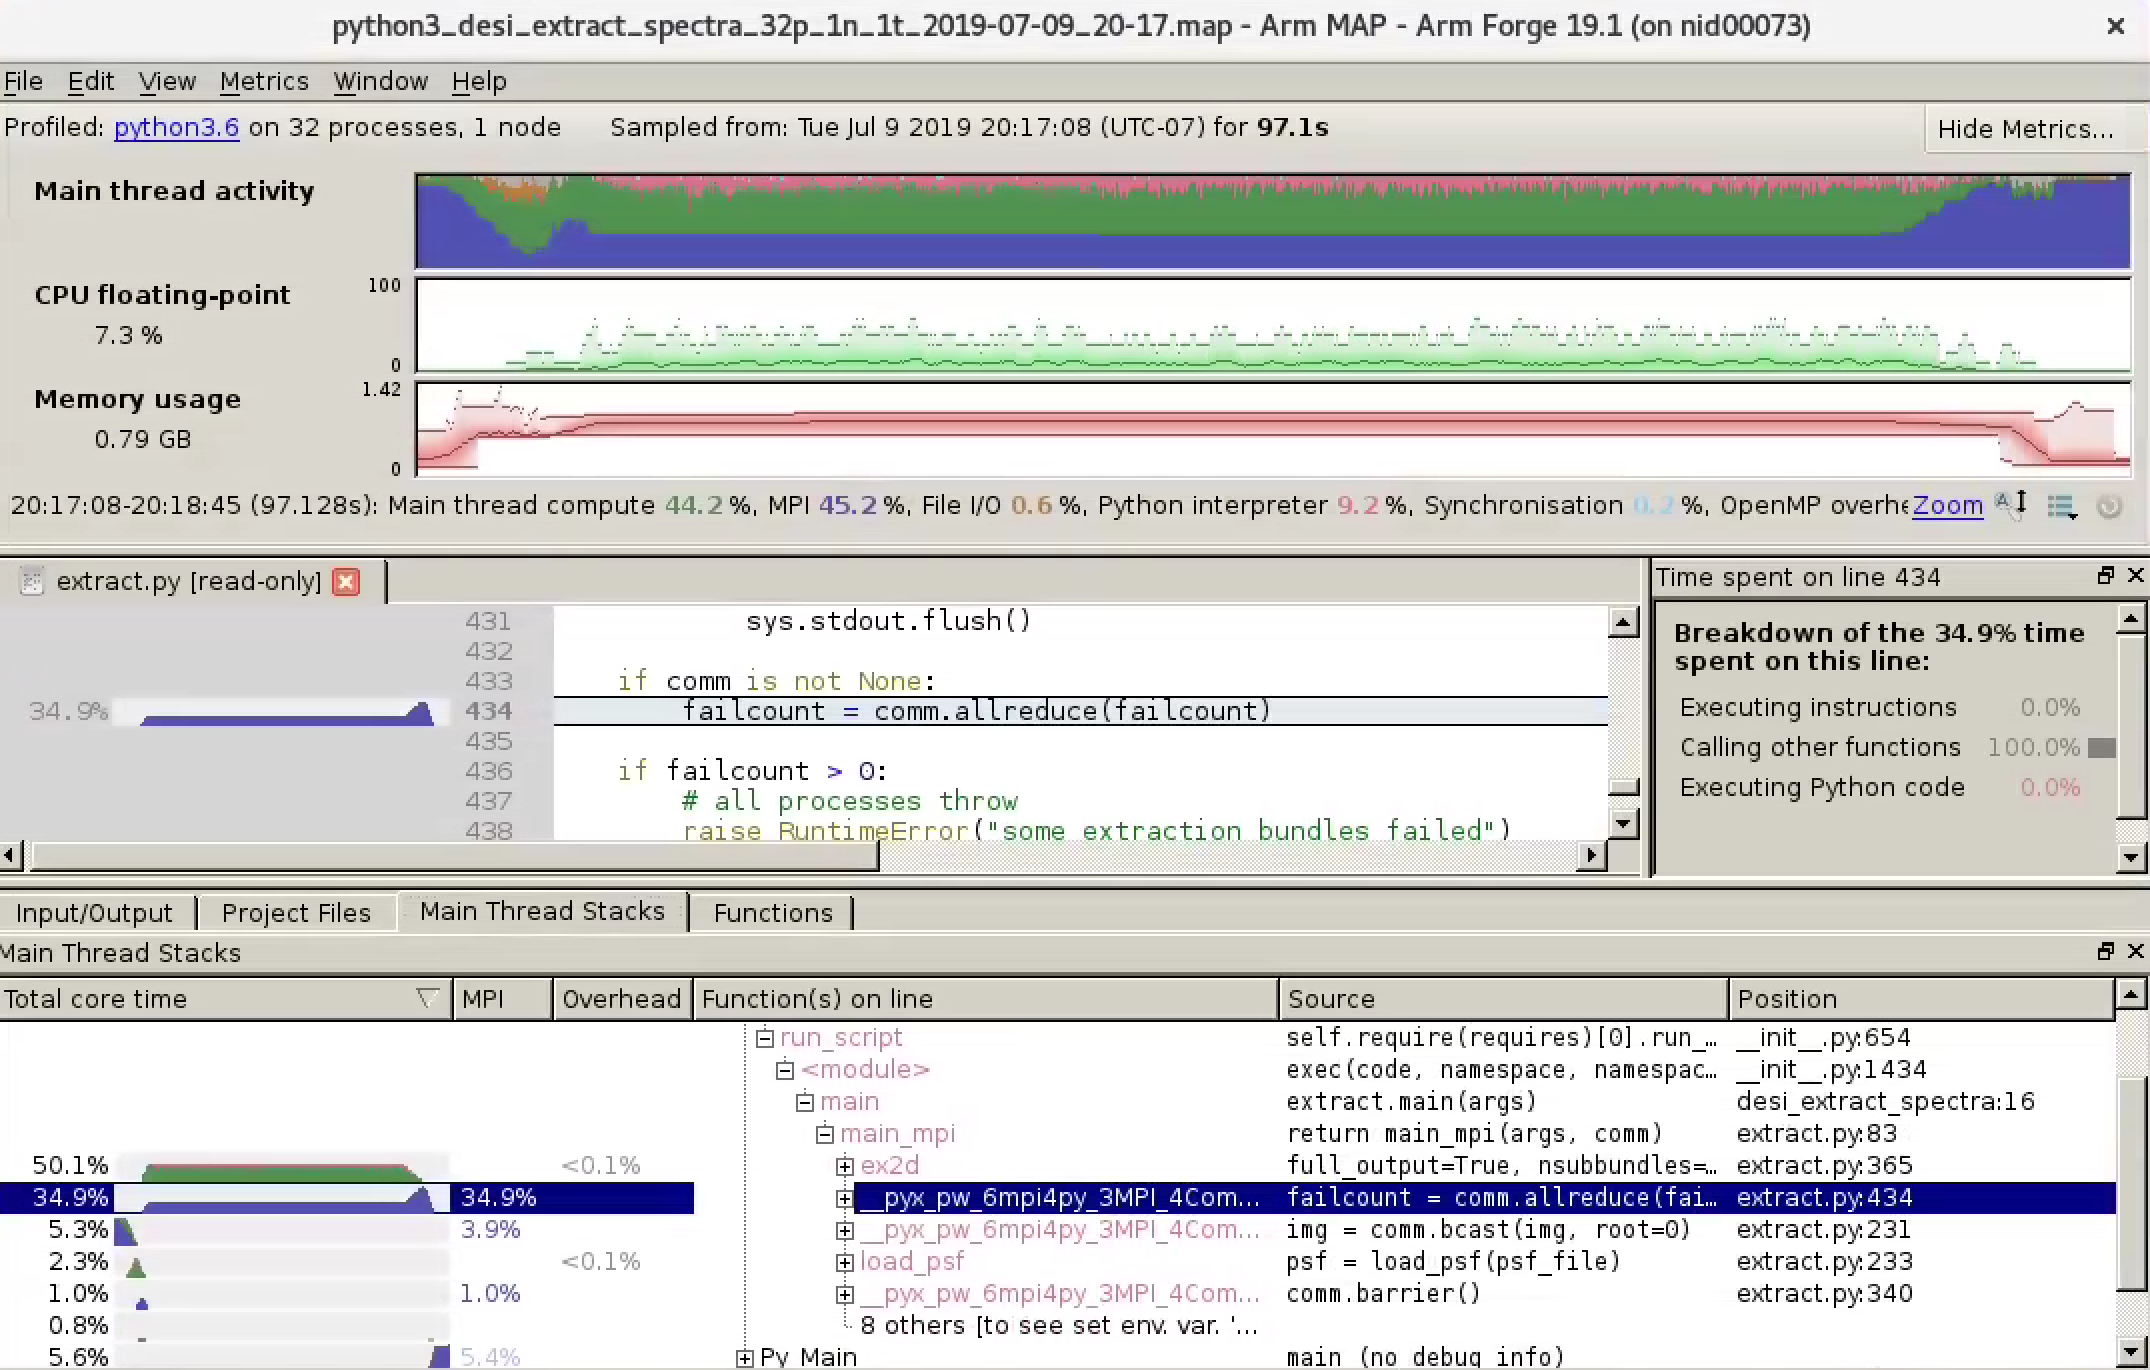 python3_desi_extract_spectra_32p_1n_1t_2019-07-09_20-17.map - Arm MAP - Arm Forge 19.1 (on nid00073)
File Edit View Metrics Window Help
Profiled: python3.6 on 32 processes, 1 node Sampled from: Tue Jul 9 2019 20:17:08 (UTC-07) for 97.1s Hide Metrics...
Main thread activity
CPU floating-point 100
7.3 %
0
Memory usage 1.42
0.79 GB
0
20:17:08-20:18:45 (97.128s): Main thread compute 44.2 %, MPI 45.2 %, File I/O 0.6 %, Python interpreter 9.2 %, Synchronisation 0.2 %, OpenMP overhe Zoom
extract.py [read-only] Time spent on line 434
431 sys.stdout.flush()
432
433 if comm is not None:
34.9% 434 failcount = comm.allreduce(failcount)
435
436 if failcount > 0:
437 # all processes throw
438 raise RuntimeError("some extraction bundles failed")
Breakdown of the 34.9% time
spent on this line:
Executing instructions 0.0%
Calling other functions 100.0%
Executing Python code 0.0%
Input/Output Project Files Main Thread Stacks Functions
Main Thread Stacks
Total core time MPI Overhead Function(s) on line Source Position
run_script self.require(requires)[0].run_… __init__.py:654
<module> exec(code, namespace, namespac… __init__.py:1434
main extract.main(args) desi_extract_spectra:16
main_mpi return main_mpi(args, comm) extract.py:83
50.1% <0.1% ex2d full_output=True, nsubbundles=… extract.py:365
34.9% 34.9% __pyx_pw_6mpi4py_3MPI_4Com... failcount = comm.allreduce(fai… extract.py:434
5.3% 3.9% __pyx_pw_6mpi4py_3MPI_4Com... img = comm.bcast(img, root=0) extract.py:231
2.3% <0.1% load_psf psf = load_psf(psf_file) extract.py:233
1.0% 1.0% __pyx_pw_6mpi4py_3MPI_4Com... comm.barrier() extract.py:340
0.8% 8 others [to see set env. var. '...
5.6% 5.4% Py_Main main (no debug info)